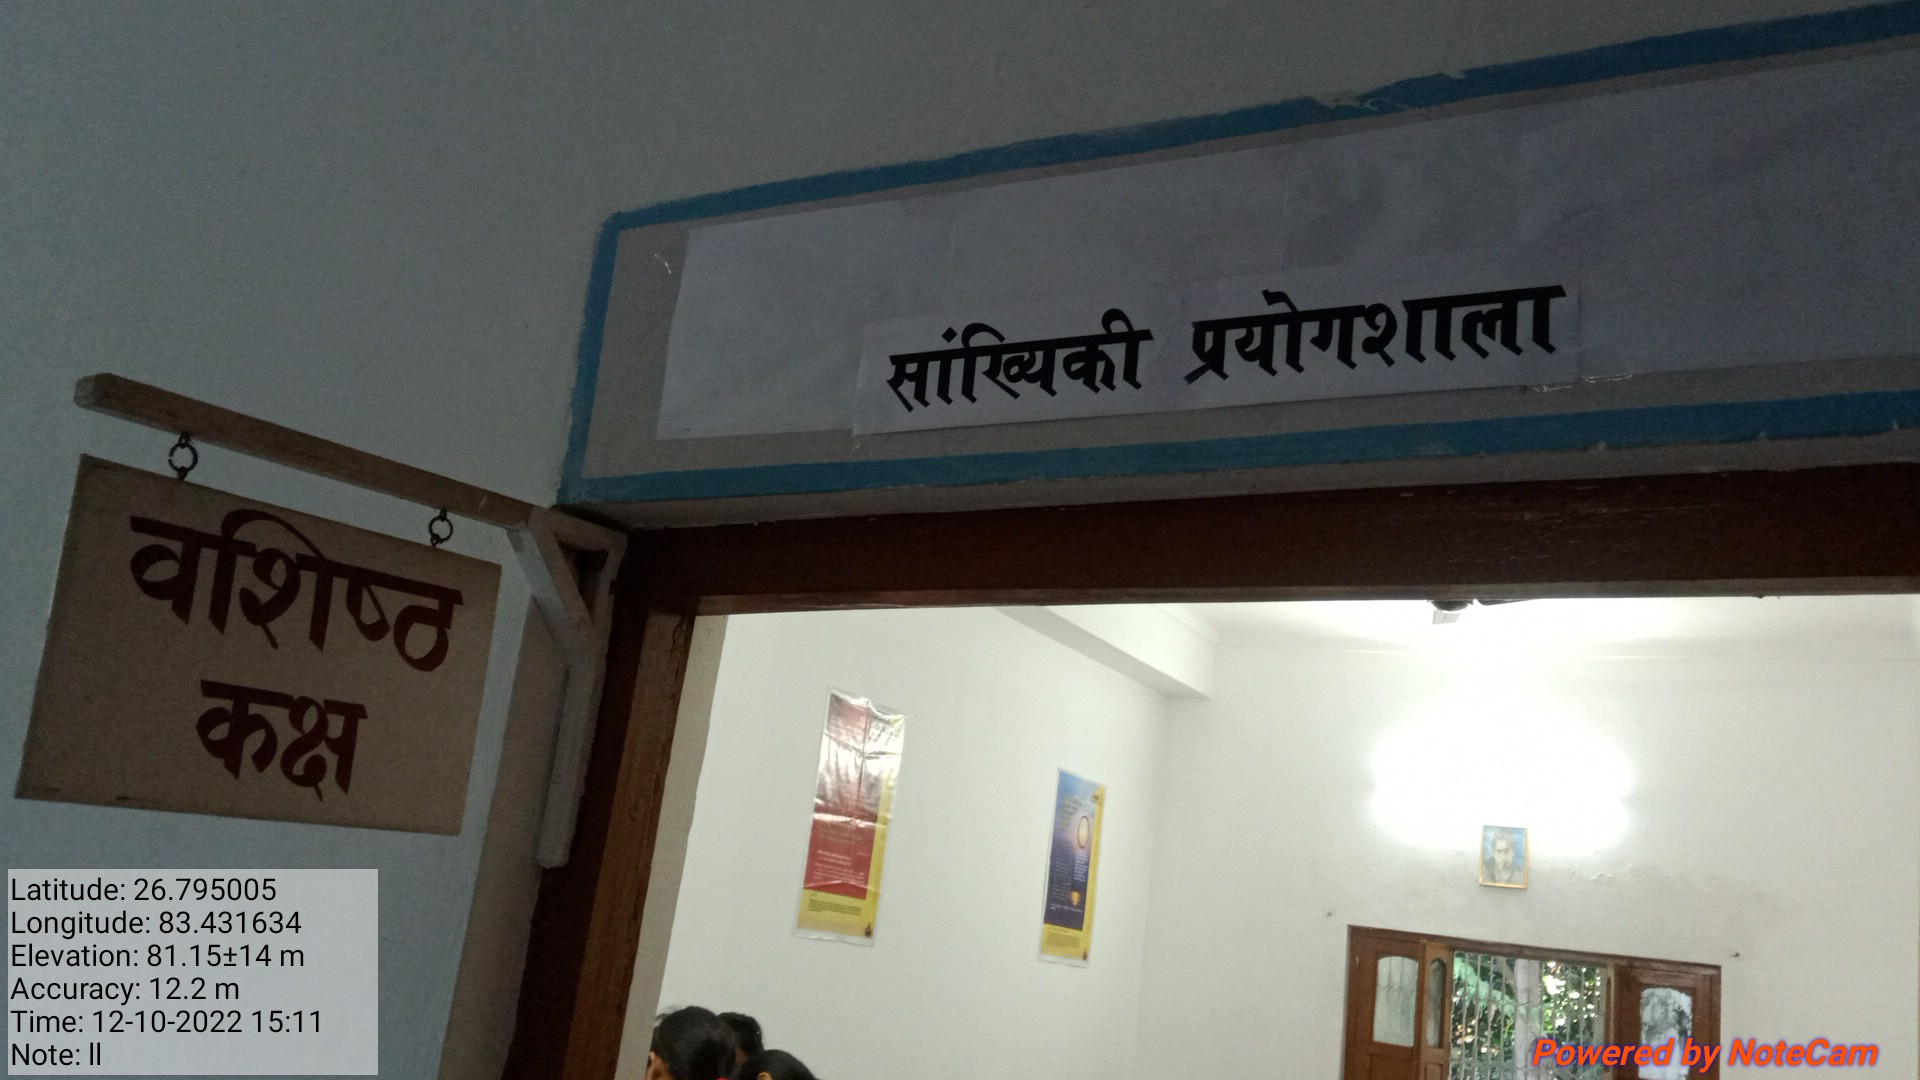 सांख्यिकी प्रयोगशाला
वशिष्ठ
कक्ष
Latitude: 26.795005
Longitude: 83.431634
Elevation: 81.15±14 m
Accuracy: 12.2 m
Time: 12-10-2022 15:11
Note: ll
Powered by NoteCam